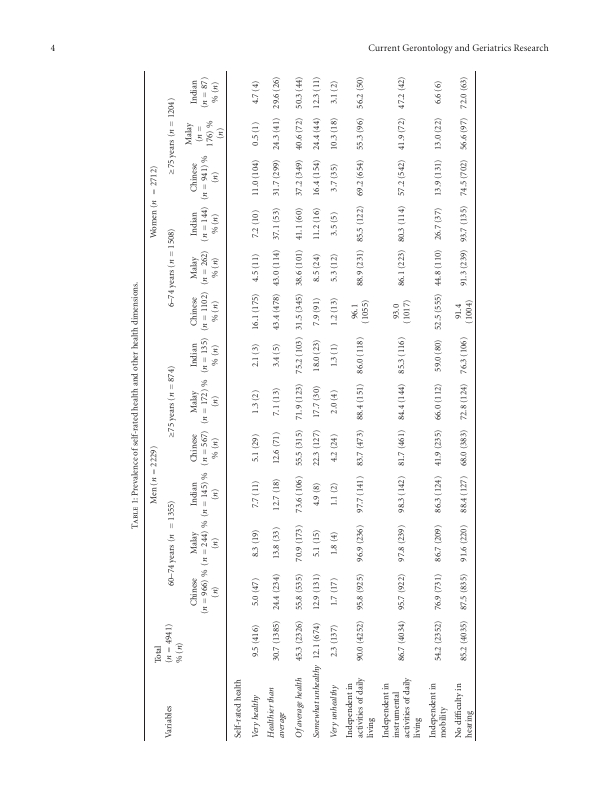 4 Current Gerontology and Geriatrics Research
Table 1: Prevalence of self-rated health and other health dimensions.
Men (n = 2229) Women (n = 2712)
Total 60–74 years (n = 1355) ≥75 years (n = 874) 6–74 years (n = 1508) ≥75 years (n = 1204)
Variables (n = 4941) % (n) Chinese (n = 966) % (n) Malay (n = 244) % (n) Indian (n = 145) % (n) Chinese (n = 567) % (n) Malay (n = 172) % (n) Indian (n = 135) % (n) Chinese (n = 1102) % (n) Malay (n = 262) % (n) Indian (n = 144) % (n) Chinese (n = 941) % (n) Malay (n = 176) % (n) Indian (n = 87) % (n)
Self-rated health
Very healthy 9.5 (416) 5.0 (47) 8.3 (19) 7.7 (11) 5.1 (29) 1.3 (2) 2.1 (3) 16.1 (175) 4.5 (11) 7.2 (10) 11.0 (104) 0.5 (1) 4.7 (4)
Healthier than average 30.7 (1385) 24.4 (234) 13.8 (33) 12.7 (18) 12.6 (71) 7.1 (13) 3.4 (5) 43.4 (478) 43.0 (114) 37.1 (53) 31.7 (299) 24.3 (41) 29.6 (26)
Of average health 45.3 (2326) 55.8 (535) 70.9 (173) 73.6 (106) 55.5 (315) 71.9 (123) 75.2 (103) 31.5 (345) 38.6 (101) 41.1 (60) 37.2 (349) 40.6 (72) 50.3 (44)
Somewhat unhealthy 12.1 (674) 12.9 (131) 5.1 (15) 4.9 (8) 22.3 (127) 17.7 (30) 18.0 (23) 7.9 (91) 8.5 (24) 11.2 (16) 16.4 (154) 24.4 (44) 12.3 (11)
Very unhealthy 2.3 (137) 1.7 (17) 1.8 (4) 1.1 (2) 4.2 (24) 2.0 (4) 1.3 (1) 1.2 (13) 5.3 (12) 3.5 (5) 3.7 (35) 10.3 (18) 3.1 (2)
Independent in activities of daily living 90.0 (4252) 95.8 (925) 96.9 (236) 97.7 (141) 83.7 (473) 88.4 (151) 86.0 (118) 96.1 (1055) 88.9 (231) 85.5 (122) 69.2 (654) 55.3 (96) 56.2 (50)
Independent in instrumental activities of daily living 86.7 (4034) 95.7 (922) 97.8 (239) 98.3 (142) 81.7 (461) 84.4 (144) 85.3 (116) 93.0 (1017) 86.1 (223) 80.3 (114) 57.2 (542) 41.9 (72) 47.2 (42)
Independent in mobility 54.2 (2352) 76.9 (731) 86.7 (209) 86.3 (124) 41.9 (235) 66.0 (112) 59.0 (80) 52.5 (555) 44.8 (110) 26.7 (37) 13.9 (131) 13.0 (22) 6.6 (6)
No difficulty in hearing 85.2 (4035) 87.5 (835) 91.6 (220) 88.4 (127) 68.0 (383) 72.8 (124) 76.3 (106) 91.4 (1004) 91.3 (239) 93.7 (135) 74.5 (702) 56.6 (97) 72.0 (63)